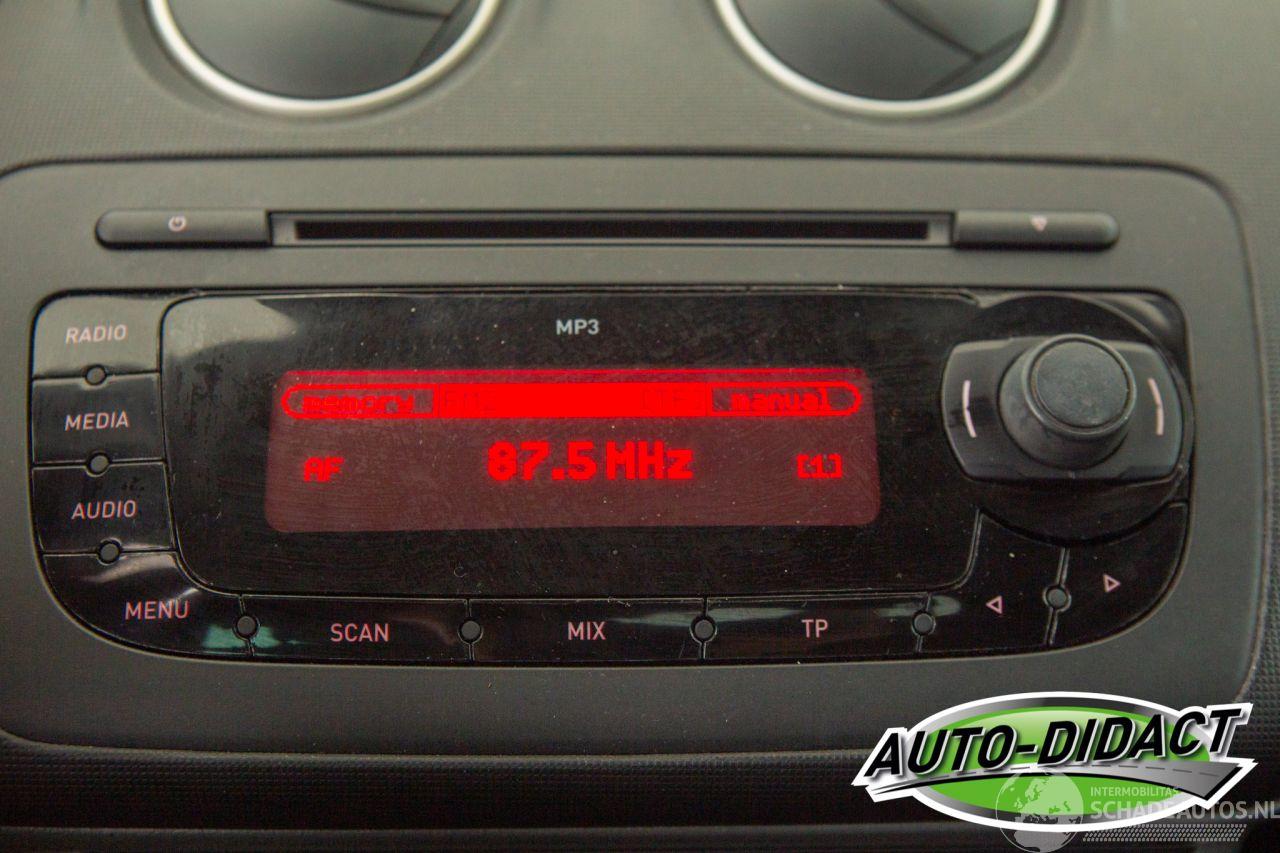 MP3
RADIO
MEDIA
AUDIO
MENU
memory
manual
AF
87.5 MHz
[1]
SCAN
MIX
TP
AUTO-DIDACT
INTERMOBILITAS
SCHADEAUTOS.NL